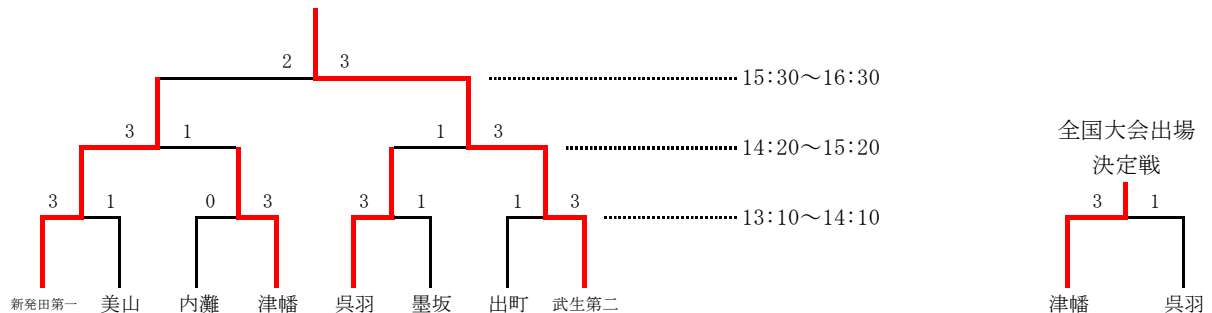 2 3
15:30～16:30
3 1 1 3
14:20～15:20
全国大会出場
決定戦
3 1 0 3 3 1 1 3
13:10～14:10
3 1
新発田第一 美山 内灘 津幡 呉羽 墨坂 出町 武生第二
津幡 呉羽